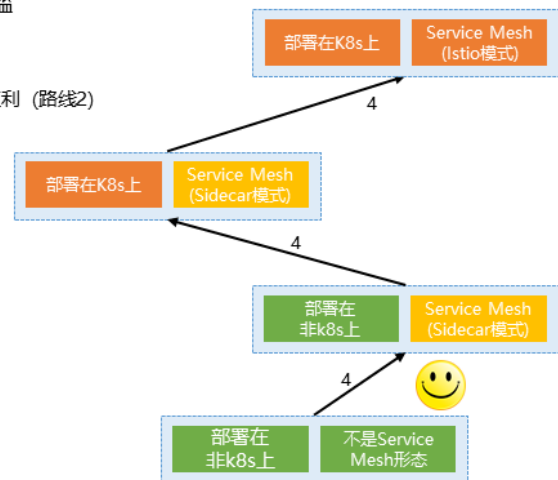 部署在K8s上
Service Mesh
(Istio模式)
利 (路线2)
4
部署在K8s上
Service Mesh
(Sidecar模式)
4
部署在
非k8s上
Service Mesh
(Sidecar模式)
4
部署在
非k8s上
不是Service
Mesh形态